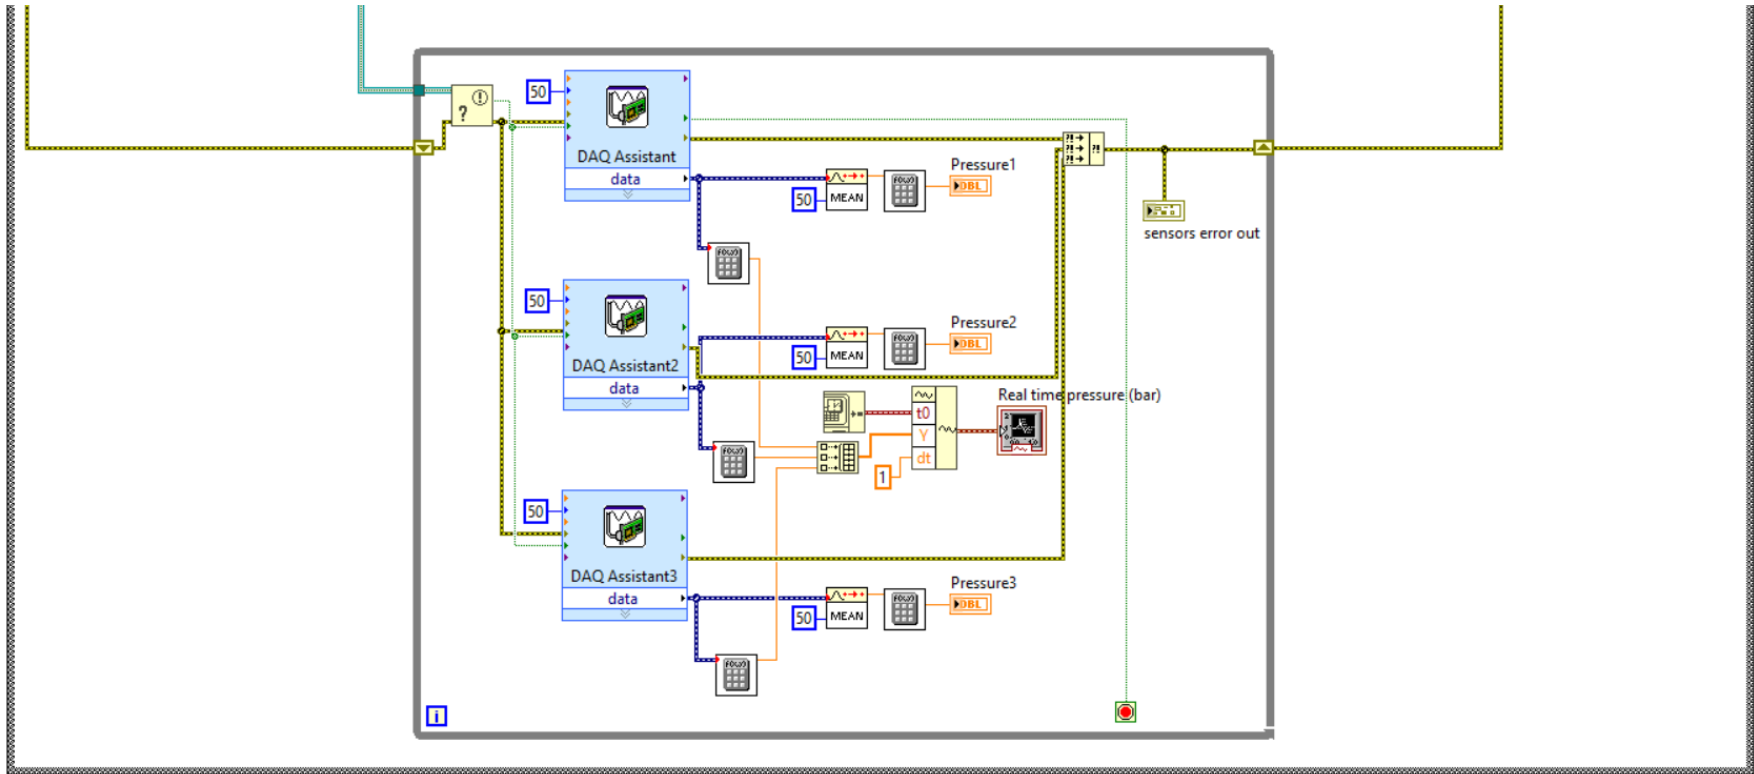 ?
50
DAQ Assistant
data
50
MEAN
Pressure1
DBL
sensors error out
50
DAQ Assistant2
data
50
MEAN
Pressure2
DBL
Real time pressure (bar)
t0
Y
dt
1
50
DAQ Assistant3
data
50
MEAN
Pressure3
DBL
i